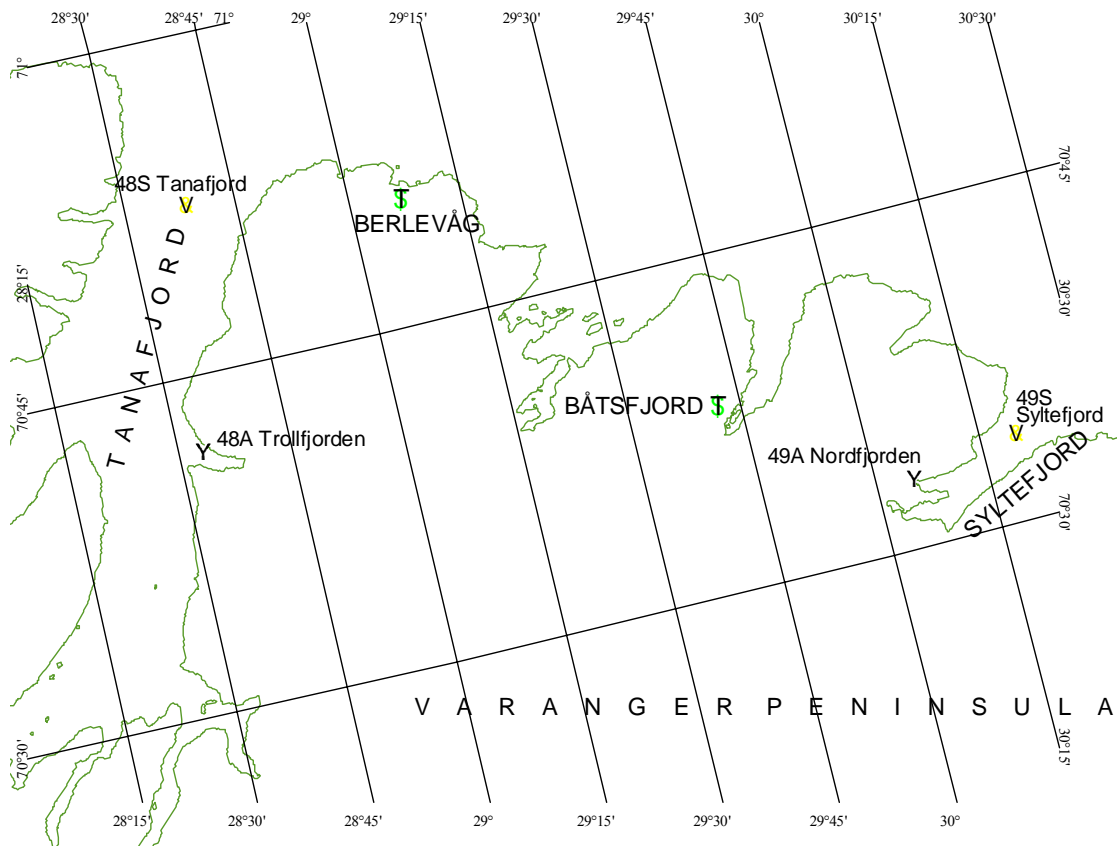 28°30'
28°45'
71°
29°
29°15'
29°30'
29°45'
30°
30°15'
30°30'
71°
70°45'
48S Tanafjord
V
T
S
BERLEVÅG
TANAFJORD
28°15'
30°30'
70°45'
BÅTSFJORD
T
S
49S
Syltefjord
V
48A Trollfjorden
Y
49A Nordfjorden
Y
SYLTEFJORD
70°30'
VARANGERPENINSULA
70°30'
30°15'
28°15'
28°30'
28°45'
29°
29°15'
29°30'
29°45'
30°